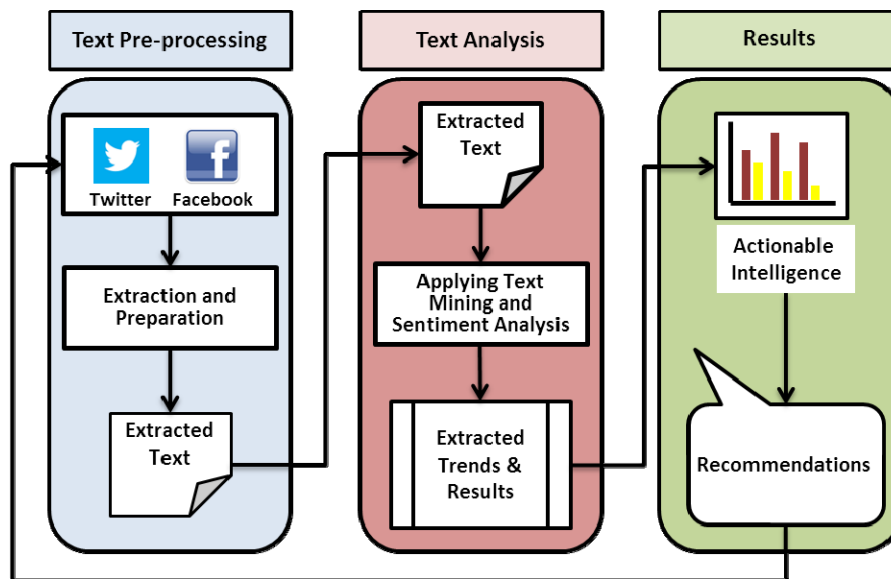 Text Pre-processing
Twitter
Facebook
Extraction and
Preparation
Extracted
Text
Text Analysis
Extracted
Text
Applying Text
Mining and
Sentiment Analysis
Extracted
Trends &
Results
Results
Actionable
Intelligence
Recommendations